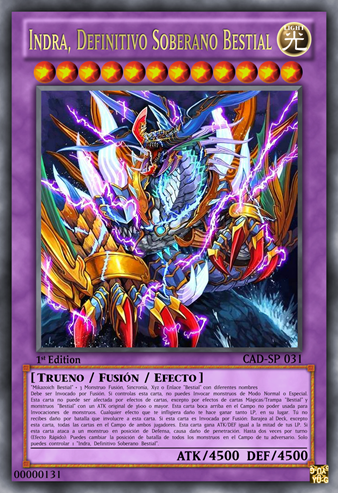 Indra, Definitivo Soberano Bestial
LIGHT
光
1st Edition
CAD-SP 031
[ Trueno / Fusión / Efecto ]
"Mikazuchi Bestial" + 3 Monstruos Fusión, Sincronía, Xyz o Enlace "Bestial" con diferentes nombres
Debe ser Invocado por Fusión. Si controlas esta carta, no puedes Invocar monstruos de Modo Normal o Especial.
Esta carta no puede ser afectada por efectos de cartas, excepto por efectos de cartas Mágicas/Trampa "Bestial" y
monstruos "Bestial" con un ATK original de 3600 o mayor. Esta carta boca arriba en el Campo no puede usada para
Invocaciones de monstruos. Cualquier efecto que te infligiera daño te hace ganar tanto LP, en su lugar. Tu no
recibes daño por batalla que involucre a esta carta. Si esta carta es Invocado por Fusión: Baraja al Deck, excepto
esta carta, todas las cartas en el Campo de ambos jugadores. Esta carta gana ATK/DEF igual a la mitad de tus LP. Si
esta carta ataca a un monstruo en posición de Defensa, causa daño de penetración. Hasta dos veces por turno
(Efecto Rápido): Puedes cambiar la posición de batalla de todos los monstruos en el Campo de tu adversario. Solo
puedes controlar 1 "Indra, Definitivo Soberano Bestial"
ATK/4500 DEF/4500
00000131